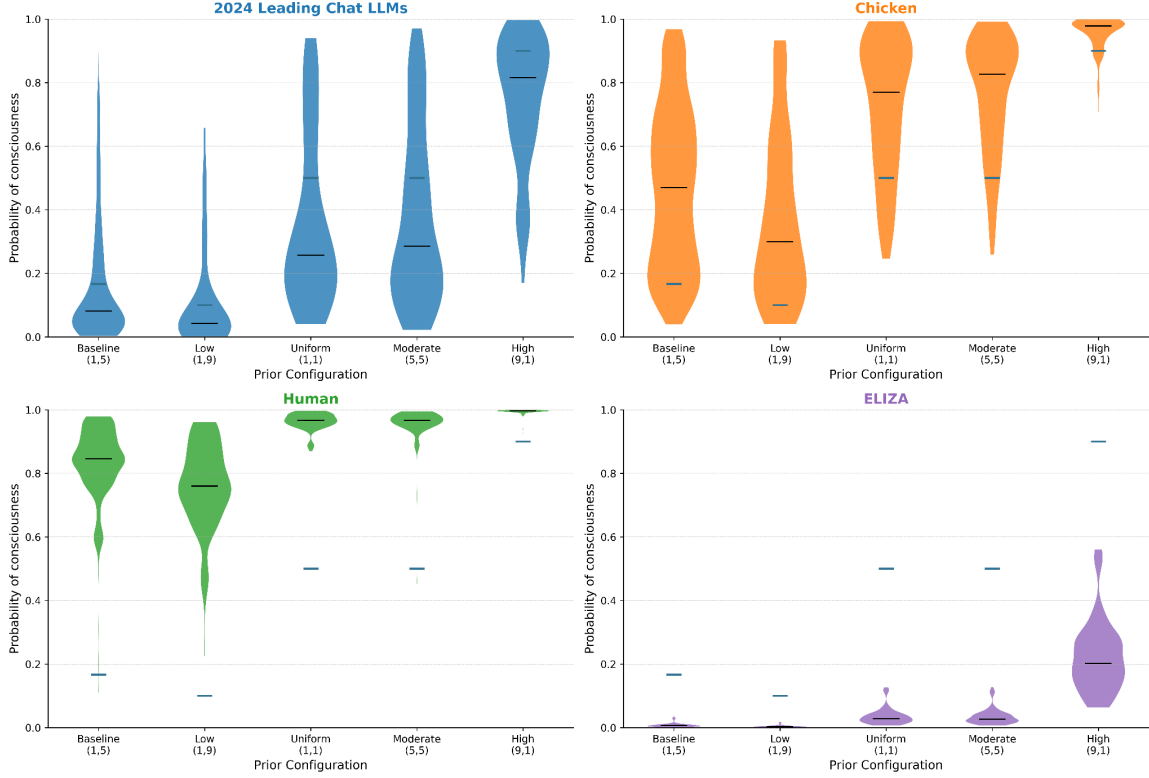 2024 Leading Chat LLMs
Chicken
Probability of consciousness
1.0
0.8
0.6
0.4
0.2
0.0
Baseline
(1,5)
Low
(1,9)
Uniform
(1,1)
Moderate
(5,5)
High
(9,1)
Prior Configuration
Probability of consciousness
1.0
0.8
0.6
0.4
0.2
0.0
Baseline
(1,5)
Low
(1,9)
Uniform
(1,1)
Moderate
(5,5)
High
(9,1)
Prior Configuration
Human
ELIZA
Probability of consciousness
1.0
0.8
0.6
0.4
0.2
0.0
Baseline
(1,5)
Low
(1,9)
Uniform
(1,1)
Moderate
(5,5)
High
(9,1)
Prior Configuration
Probability of consciousness
1.0
0.8
0.6
0.4
0.2
0.0
Baseline
(1,5)
Low
(1,9)
Uniform
(1,1)
Moderate
(5,5)
High
(9,1)
Prior Configuration